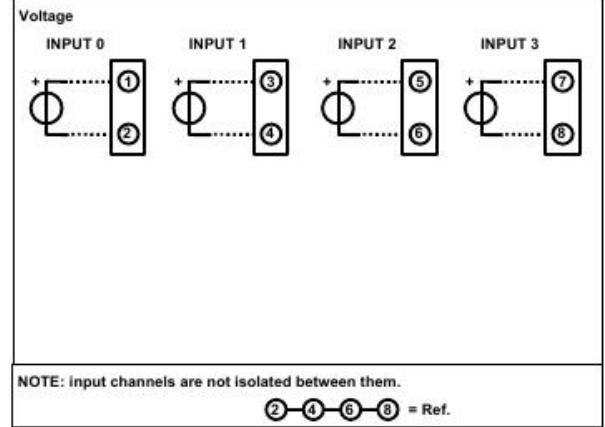 Voltage
INPUT 0 INPUT 1 INPUT 2 INPUT 3
+ 1 + 3 + 5 + 7
2 4 6 8
NOTE: input channels are not isolated between them.
2 4 6 8 = Ref.